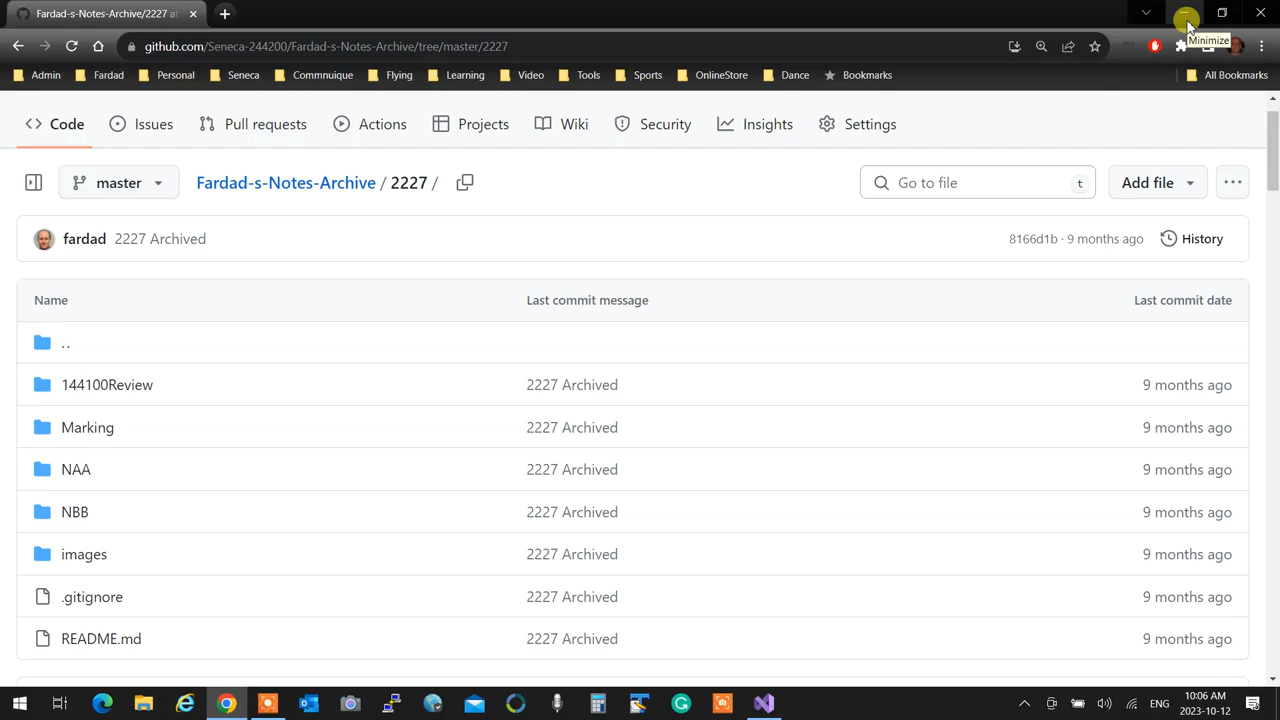 Fardad-s-Notes-Archive/2227 at
github.com/Seneca-244200/Fardad-s-Notes-Archive/tree/master/2227
Minimize
Admin
Fardad
Personal
Seneca
Communique
Flying
Learning
Video
Tools
Sports
OnlineStore
Dance
Bookmarks
All Bookmarks
Code
Issues
Pull requests
Actions
Projects
Wiki
Security
Insights
Settings
master
Fardad-s-Notes-Archive / 2227 /
Go to file
t
Add file
fardad 2227 Archived
8166d1b · 9 months ago
History
Name Last commit message Last commit date
..
144100Review 2227 Archived 9 months ago
Marking 2227 Archived 9 months ago
NAA 2227 Archived 9 months ago
NBB 2227 Archived 9 months ago
images 2227 Archived 9 months ago
.gitignore 2227 Archived 9 months ago
README.md 2227 Archived 9 months ago
ENG
10:06 AM
2023-10-12